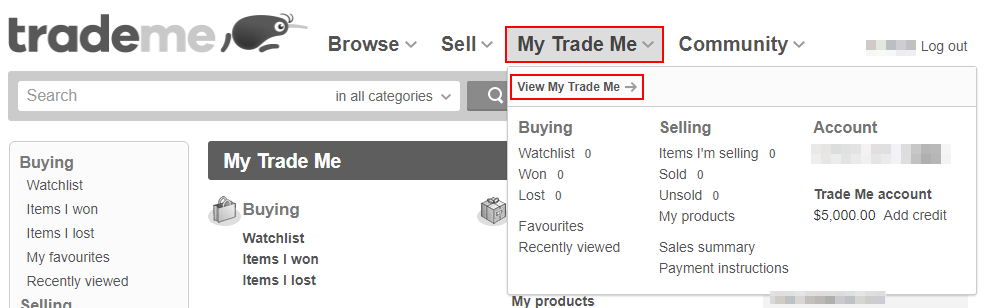 trademe
Browse Sell My Trade Me Community Log out
Search in all categories
View My Trade Me
Buying Selling Account
Watchlist 0 Items I'm selling 0
Won 0 Sold 0
Lost 0 Unsold 0 Trade Me account
My products $5,000.00 Add credit
Favourites
Recently viewed Sales summary
Payment instructions
Buying
Watchlist
Items I won
Items I lost
My favourites
Recently viewed
Selling
My Trade Me
Buying
Watchlist
Items I won
Items I lost
My products